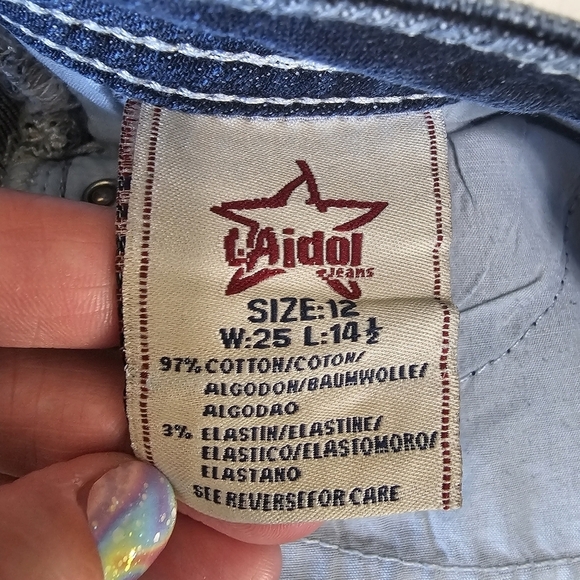 L.A idol
Jeans
SIZE:12
W:25 L:14½
97% COTTON/COTON/
ALGODON/BAUMWOLLE/
ALGODAO
3% ELASTIN/ELASTINE/
ELASTICO/ELASTOMORO/
ELASTANO
SEE REVERSEFOR CARE